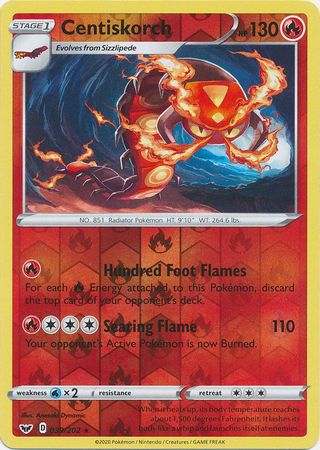 STAGE 1 Centiskorch HP 130
Evolves from Sizzlipede
NO. 851 Radiator Pokémon HT: 9'10" WT: 264.6 lbs.
Hundred Foot Flames
For each Energy attached to this Pokémon, discard
the top card of your opponent's deck.
Searing Flame 110
Your opponent's Active Pokémon is now Burned.
weakness ×2 resistance retreat
Illus. Anesaki Dynamic
When it heats up, its body temperature reaches
about 1,500 degrees Fahrenheit. It lashes its
body like a whip and launches itself at enemies.
D 039/202 ★
©2020 Pokémon / Nintendo / Creatures / GAME FREAK